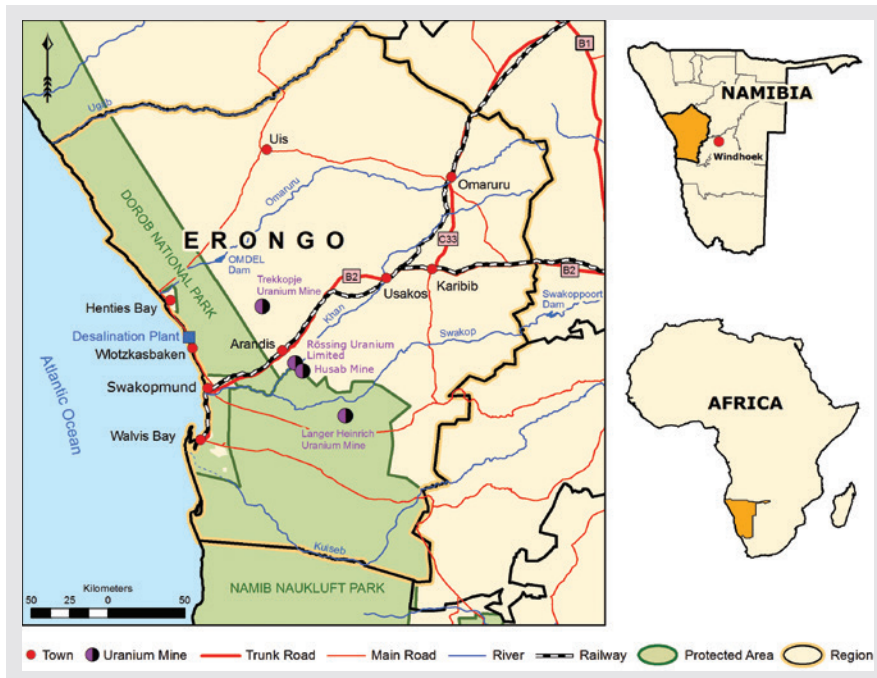 B1
B2
Ugab
Uis
Omaruru
Omaruru
DOROB NATIONAL PARK
ERONGO
C33
OMDEL
Dam
B2
B2
Trekkopje
Uranium Mine
Usakos
Karibib
Henties Bay
Khan
Swakoppoort
Dam
Desalination Plant
Wlotzkasbaken
Arandis
Swakop
Rössing Uranium
Limited
Husab Mine
Swakopmund
Atlantic Ocean
Walvis Bay
Langer Heinrich
Uranium Mine
Kuiseb
NAMIB NAUKLUFT PARK
Kilometers
50 25 0 50
NAMIBIA
Windhoek
AFRICA
Town Uranium Mine Trunk Road Main Road River Railway Protected Area Region